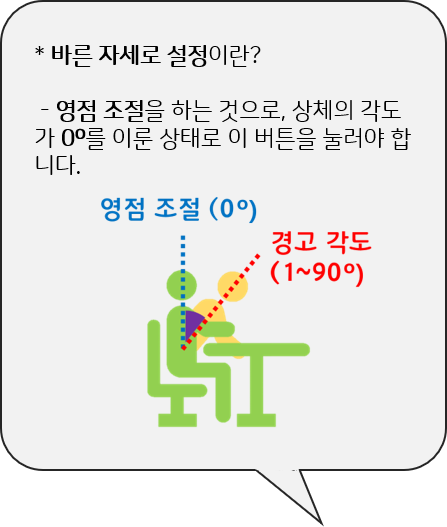 * 바른 자세로 설정이란?
- 영점 조절을 하는 것으로, 상체의 각도
가 0º를 이룬 상태로 이 버튼을 눌러야 합
니다.
영점 조절 (0º)
경고 각도
(1~90º)